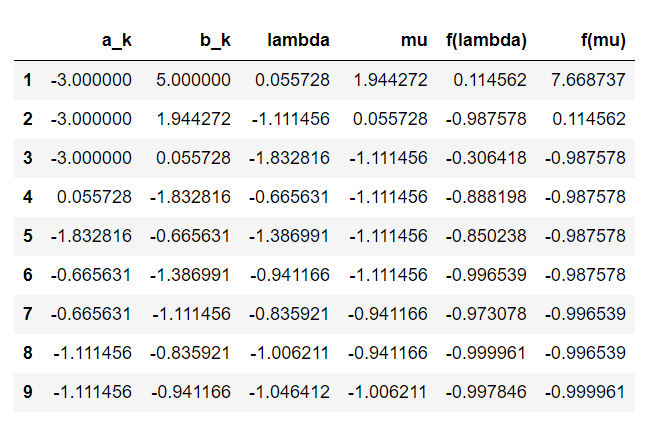 a_k b_k lambda mu f(lambda) f(mu)
1 -3.000000 5.000000 0.055728 1.944272 0.114562 7.668737
2 -3.000000 1.944272 -1.111456 0.055728 -0.987578 0.114562
3 -3.000000 0.055728 -1.832816 -1.111456 -0.306418 -0.987578
4 0.055728 -1.832816 -0.665631 -1.111456 -0.888198 -0.987578
5 -1.832816 -0.665631 -1.386991 -1.111456 -0.850238 -0.987578
6 -0.665631 -1.386991 -0.941166 -1.111456 -0.996539 -0.987578
7 -0.665631 -1.111456 -0.835921 -0.941166 -0.973078 -0.996539
8 -1.111456 -0.835921 -1.006211 -0.941166 -0.999961 -0.996539
9 -1.111456 -0.941166 -1.046412 -1.006211 -0.997846 -0.999961